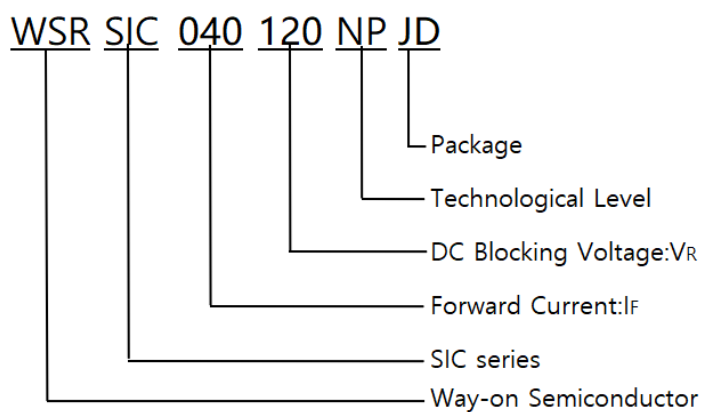 WSR SIC 040 120 NP JD
Package
Technological Level
DC Blocking Voltage:VR
Forward Current:IF
SIC series
Way-on Semiconductor